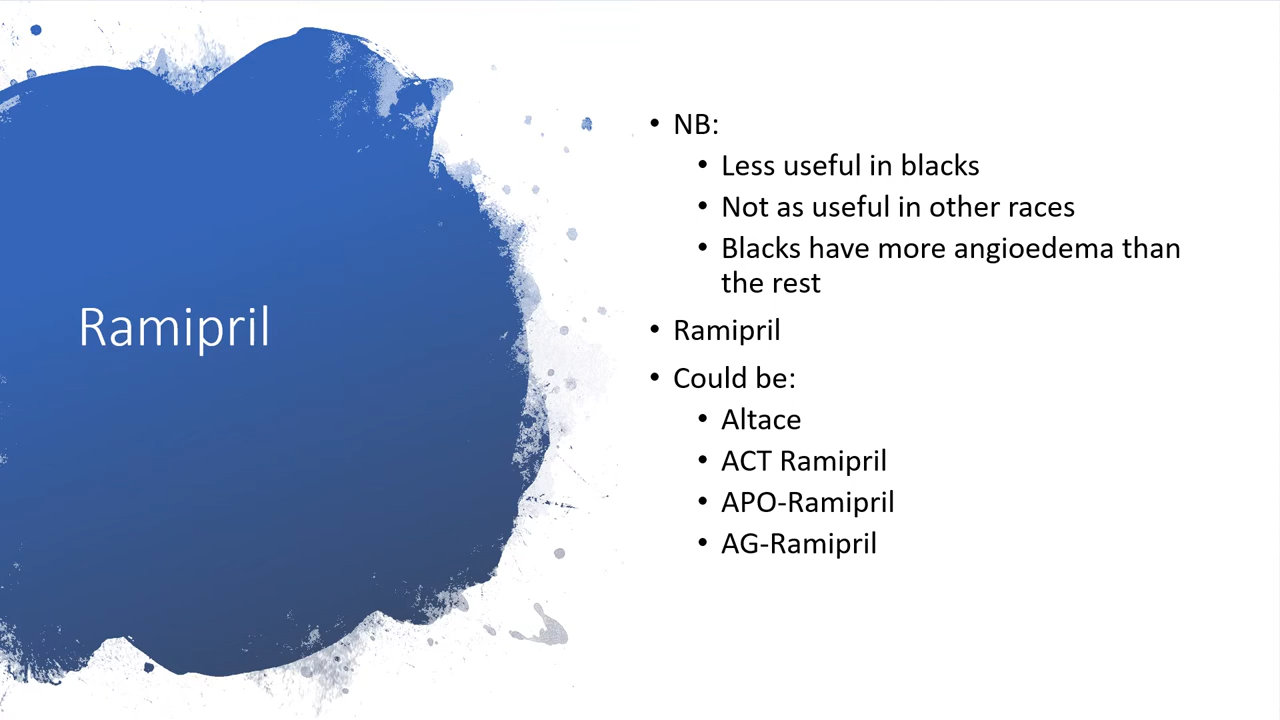 Ramipril
• NB:
• Less useful in blacks
• Not as useful in other races
• Blacks have more angioedema than
the rest
• Ramipril
• Could be:
• Altace
• ACT Ramipril
• APO-Ramipril
• AG-Ramipril